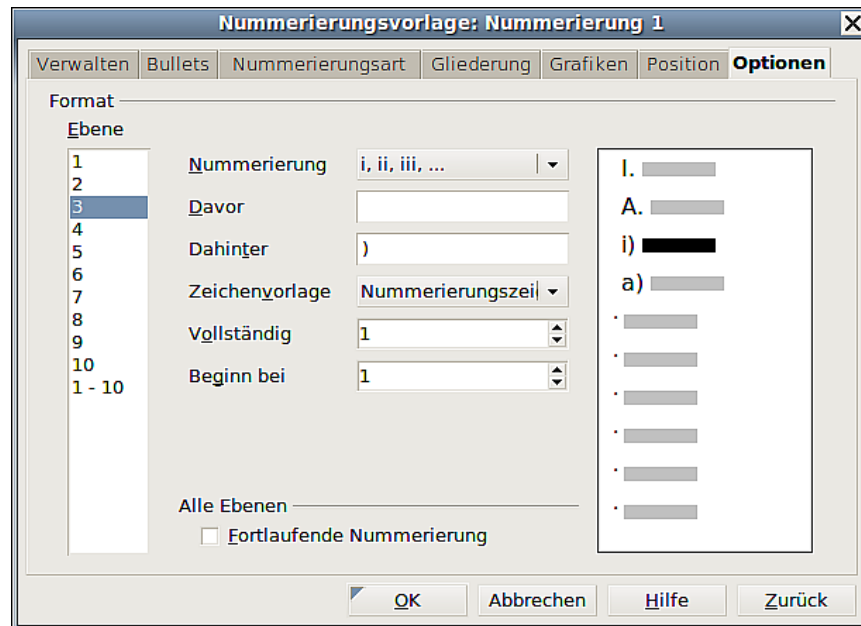 Nummerierungsvorlage: Nummerierung 1
Verwalten Bullets Nummerierungsart Gliederung Grafiken Position Optionen
Format
Ebene
1
2
3
4
5
6
7
8
9
10
1 - 10
Nummerierung i, ii, iii, ...
Davor
Dahinter )
Zeichenvorlage Nummerierungszei
Vollständig 1
Beginn bei 1
Alle Ebenen
Fortlaufende Nummerierung
I.
A.
i)
a)
OK Abbrechen Hilfe Zurück